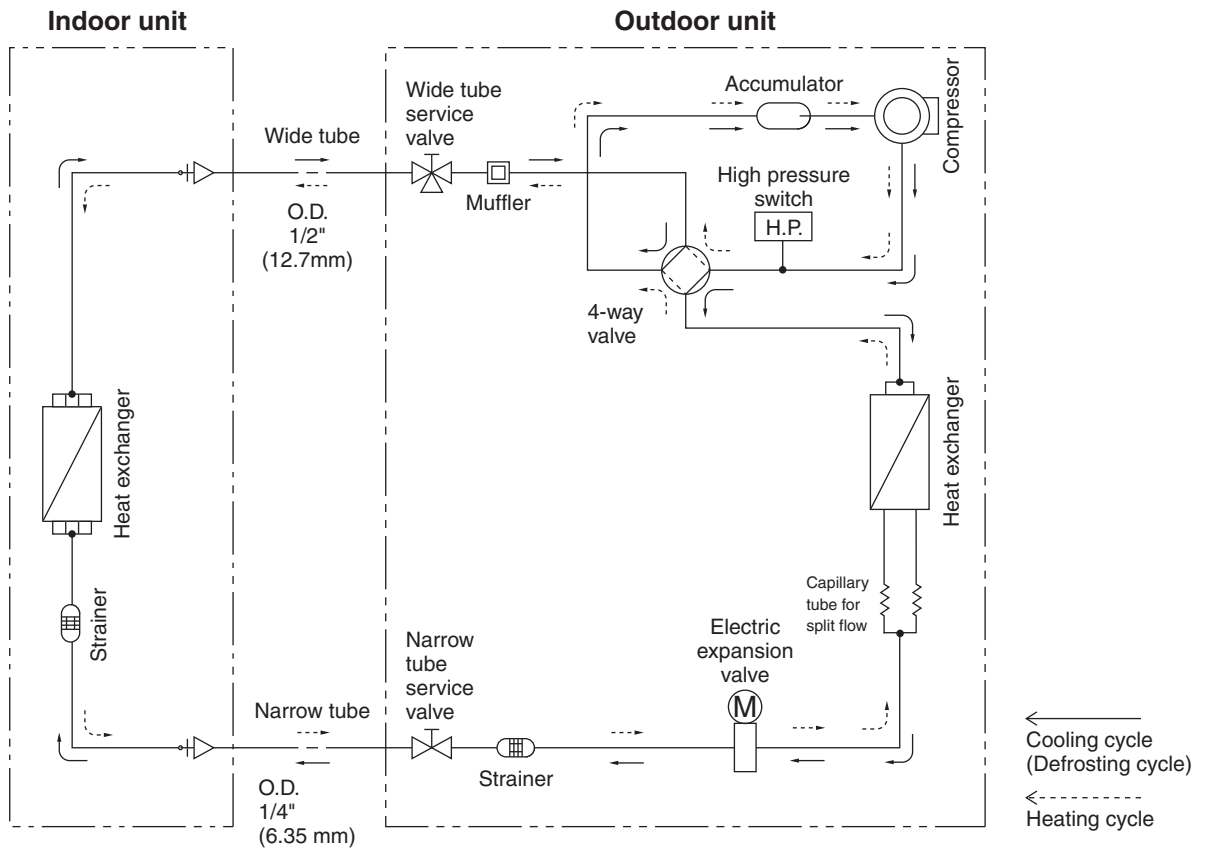 Indoor unit
Outdoor unit
Wide tube
service
valve
Accumulator
Compressor
Wide tube
Muffler
High pressure
switch
H.P.
O.D.
1/2"
(12.7mm)
4-way
valve
Heat exchanger
Heat exchanger
Strainer
Capillary
tube for
split flow
Electric
expansion
valve
M
Narrow
tube
service
valve
Narrow tube
Strainer
O.D.
1/4"
(6.35 mm)
Cooling cycle
(Defrosting cycle)
Heating cycle